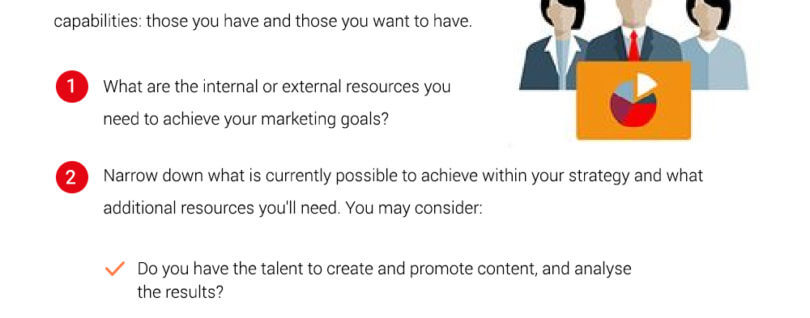 capabilities: those you have and those you want to have.
1 What are the internal or external resources you
need to achieve your marketing goals?
2 Narrow down what is currently possible to achieve within your strategy and what
additional resources you'll need. You may consider:
Do you have the talent to create and promote content, and analyse
the results?